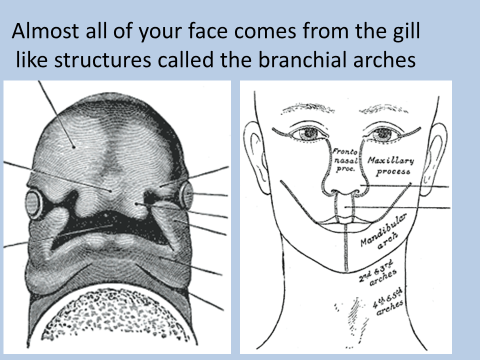 Almost all of your face comes from the gill
like structures called the branchial arches
Fronto
nasal
proc.
Maxillary
process
Mandibular
arch
2nd & 3rd
arches
4th & 5th
arches